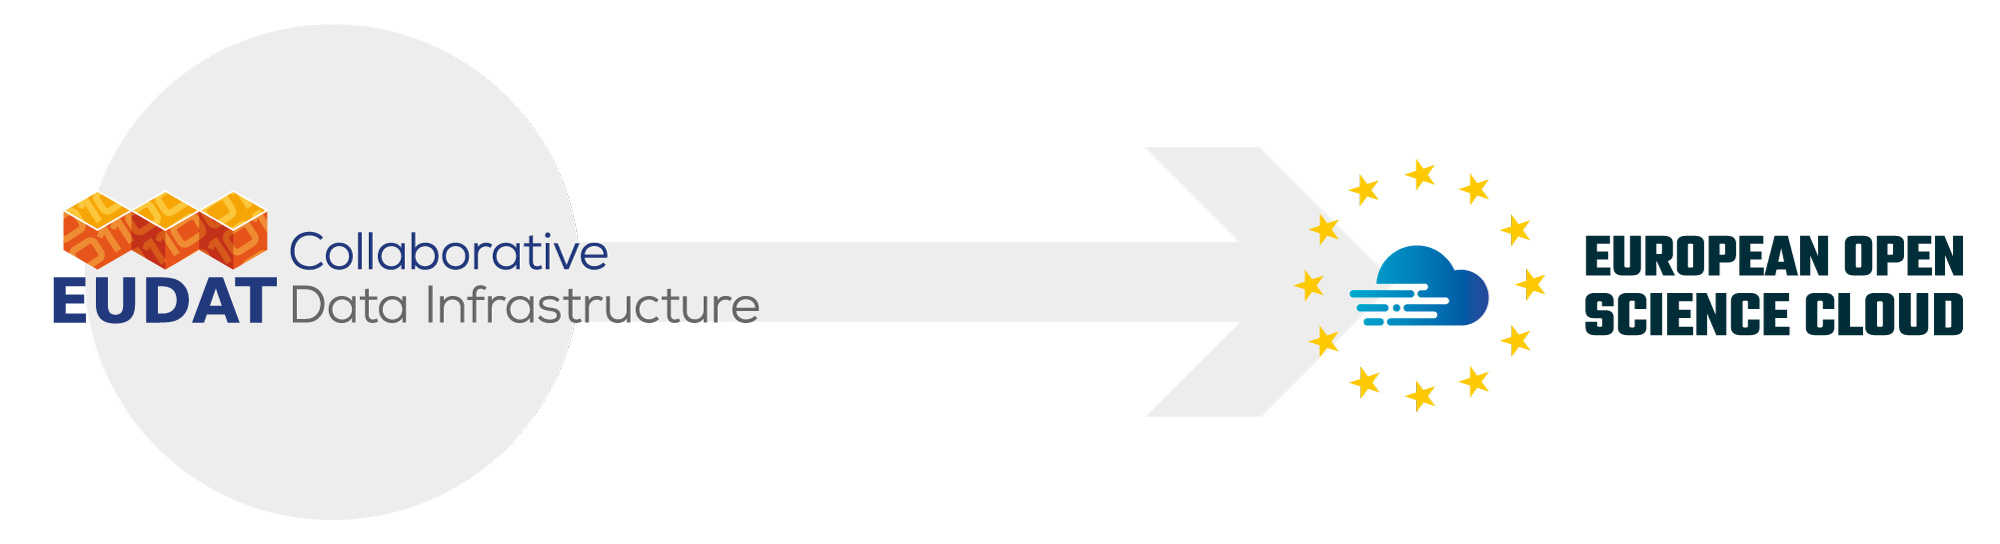 EUDAT
Collaborative
Data Infrastructure
EUROPEAN OPEN
SCIENCE CLOUD